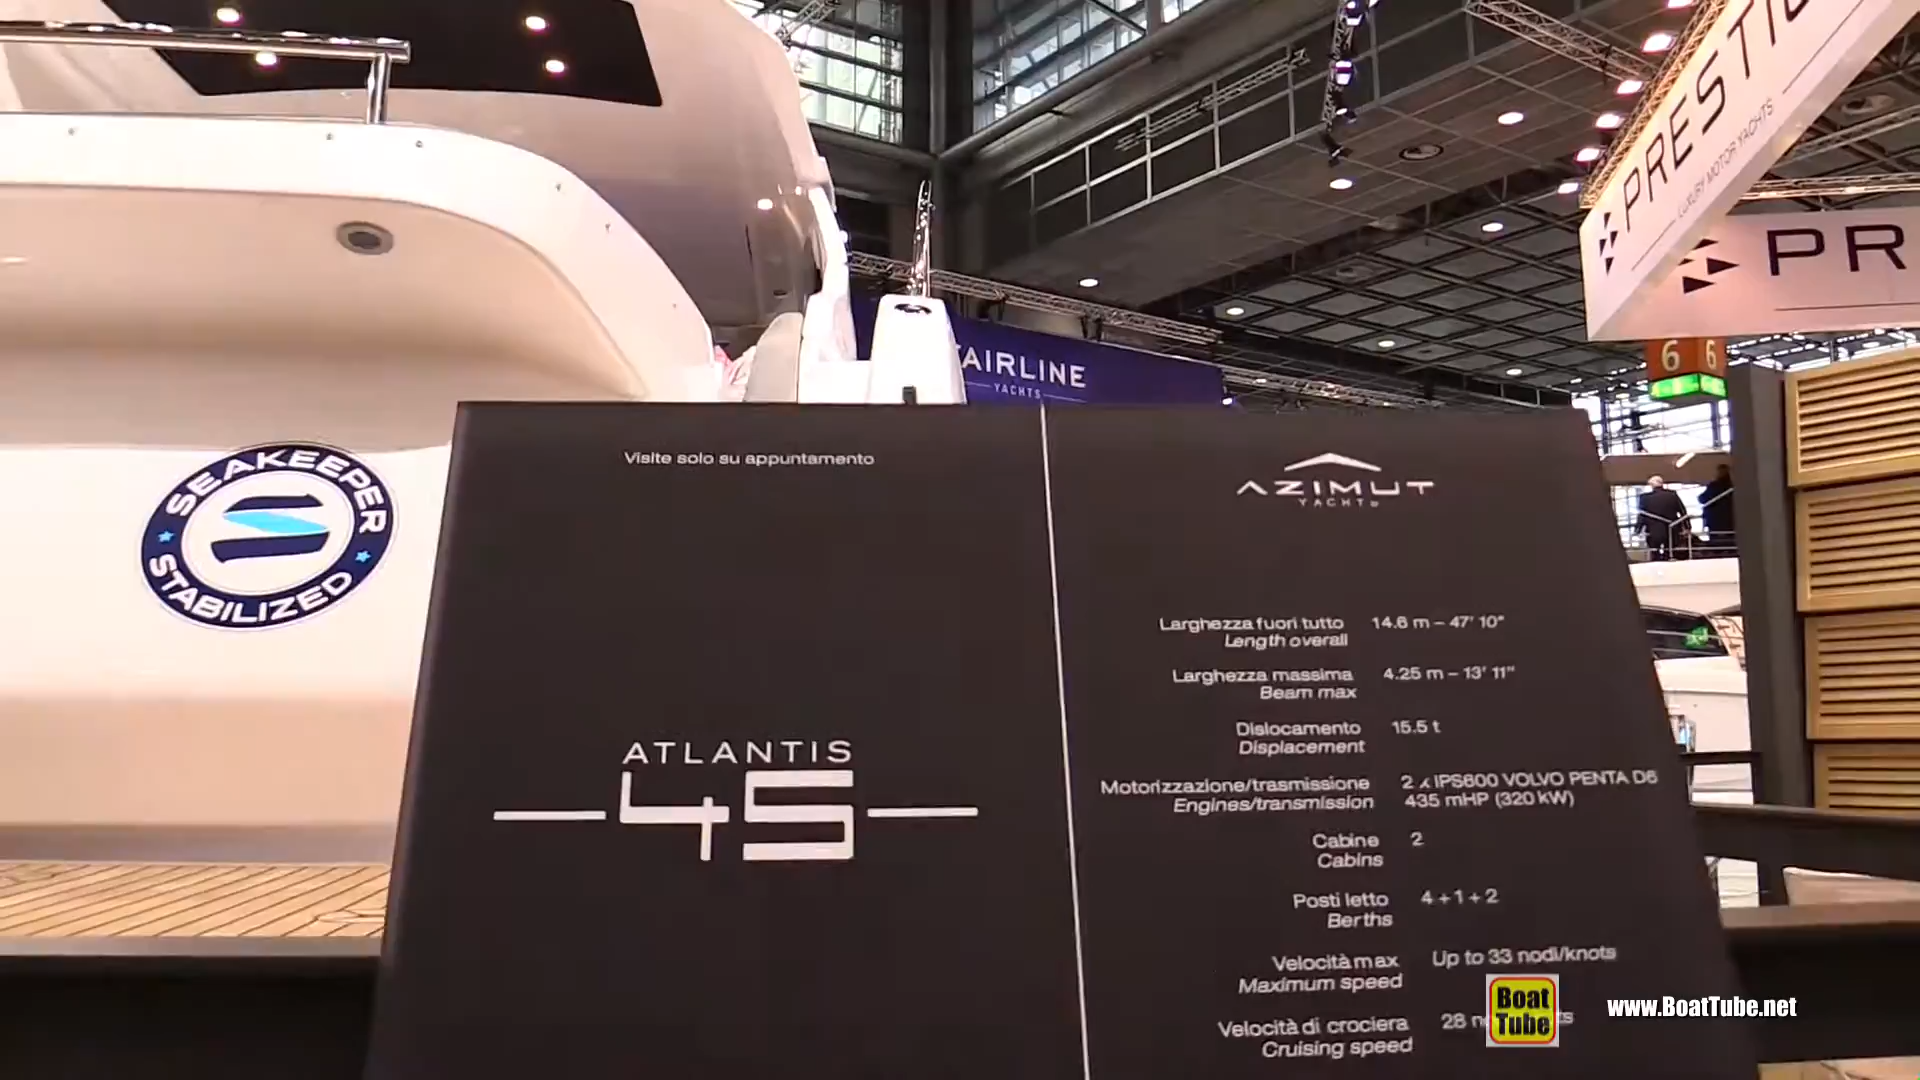 PRESTIG
LUXURY MOTOR YACHTS
PR
FAIRLINE
YACHTS
6 6
SEAKEEPER
STABILIZED
Visite solo su appuntamento
ATLANTIS
45
AZIMUT
YACHTS
Larghezza fuori tutto 14.6 m – 47' 10"
Length overall
Larghezza massima 4.25 m – 13' 11"
Beam max
Dislocamento 15.5 t
Displacement
Motorizzazione/trasmissione 2 x IPS600 VOLVO PENTA D6
Engines/transmission 435 mHP (320 kW)
Cabine 2
Cabins
Posti letto 4+1+2
Berths
Velocità max Up to 33 nodi/knots
Maximum speed
Velocità di crociera 28
Cruising speed
Boat
Tube
www.BoatTube.net